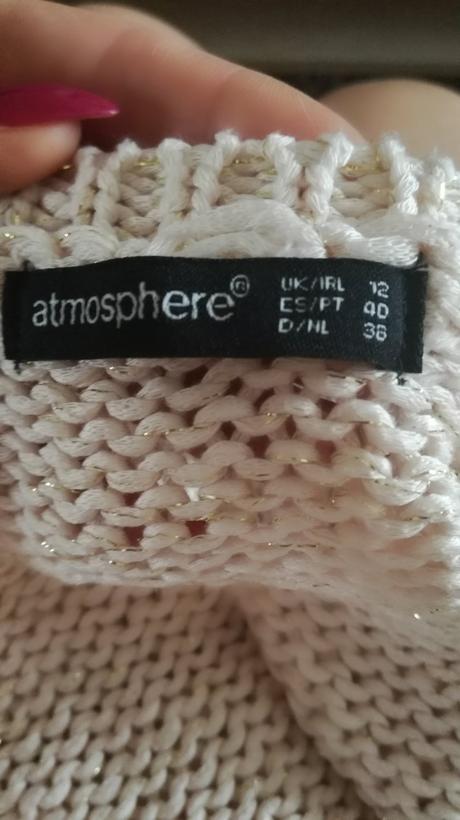 atmosphere®
UK/IRL 12
ES/PT 40
D/NL 38